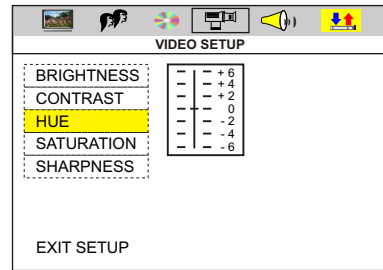 VIDEO SETUP
BRIGHTNESS
CONTRAST
HUE
SATURATION
SHARPNESS
+ 6
+ 4
+ 2
0
- 2
- 4
- 6
EXIT SETUP